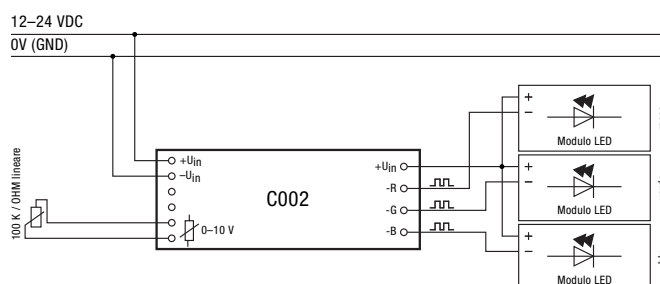 12–24 VDC
0V (GND)
100 K / OHM lineare
+Uin
–Uin
0–10 V
C002
+Uin
-R
-G
-B
+
–
Modulo LED
+
–
Modulo LED
+
–
Modulo LED